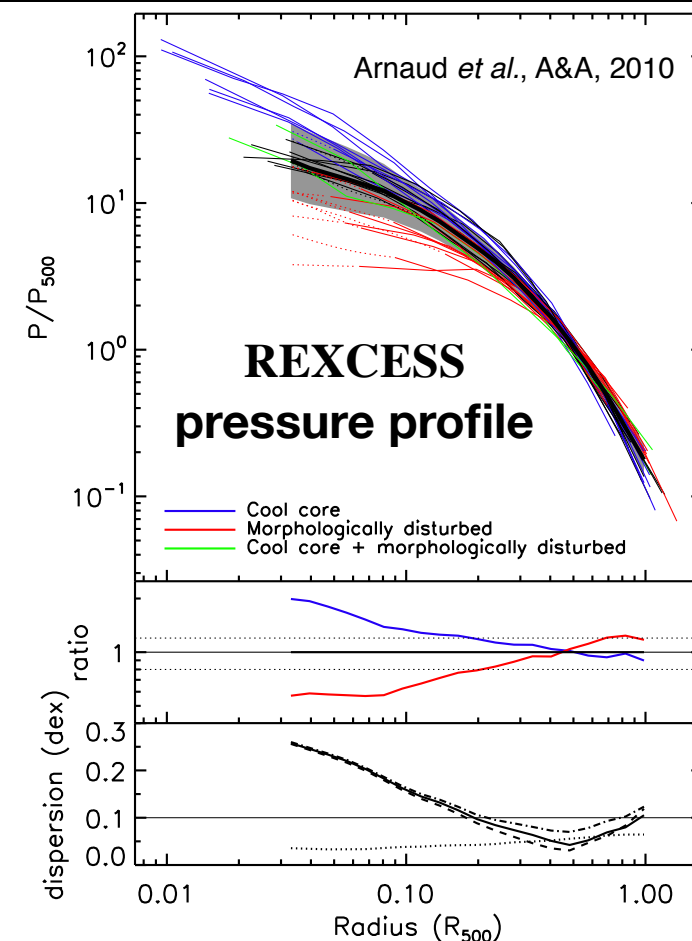 Arnaud et al., A&A, 2010
10²
10¹
10⁰
10⁻¹
P/P₅₀₀
REXCESS
pressure profile
Cool core
Morphologically disturbed
Cool core + morphologically disturbed
ratio
1
dispersion (dex)
0.3
0.2
0.1
0.0
0.01 0.10 1.00
Radius (R₅₀₀)